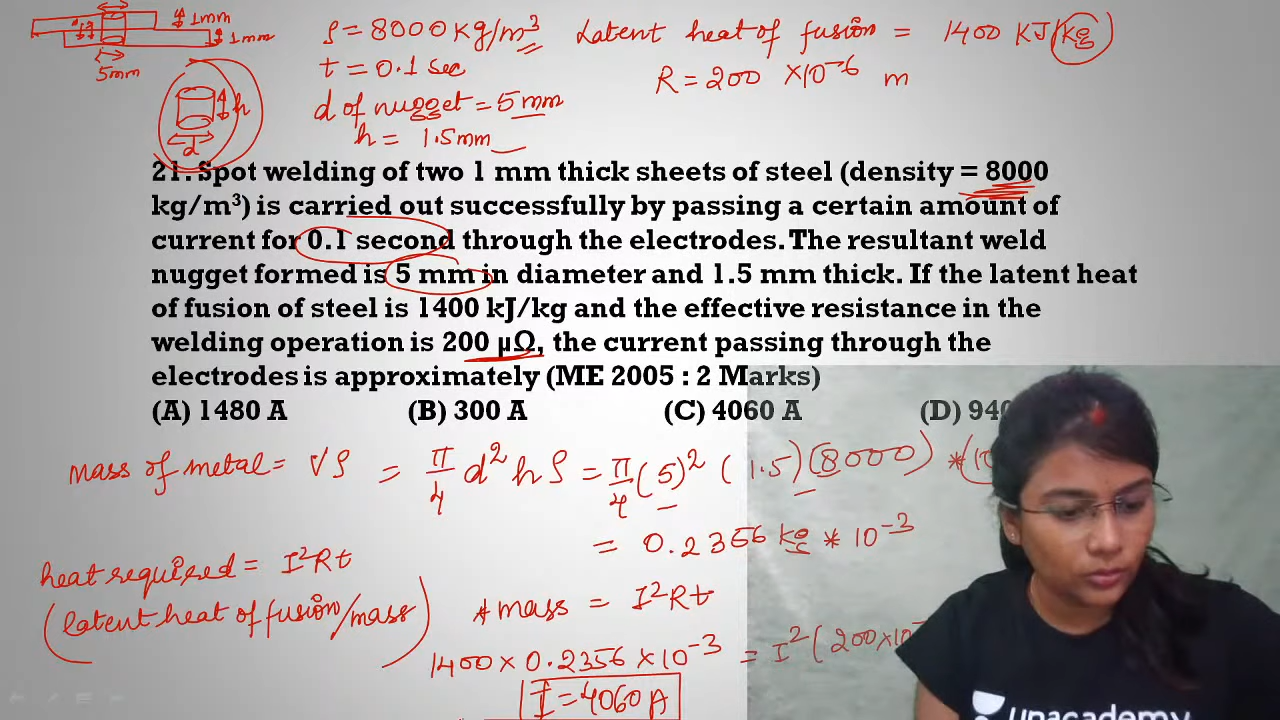 1mm
1mm
5mm
h
d
ρ = 8000 kg/m³
t = 0.1 sec
d of nugget = 5mm
h = 1.5mm
Latent heat of fusion = 1400 KJ/kg
R = 200 ×10⁻⁶ m
21. Spot welding of two 1 mm thick sheets of steel (density = 8000
kg/m³) is carried out successfully by passing a certain amount of
current for 0.1 second through the electrodes. The resultant weld
nugget formed is 5 mm in diameter and 1.5 mm thick. If the latent heat
of fusion of steel is 1400 kJ/kg and the effective resistance in the
welding operation is 200 μΩ, the current passing through the
electrodes is approximately (ME 2005 : 2 Marks)
(A) 1480 A (B) 300 A (C) 4060 A (D) 940
mass of metal = Vρ = π/4 d² h ρ = π/4 (5)² (1.5)(8000) *(10
= 0.2356 kg * 10⁻³
heat required = I²Rt
(latent heat of fusion/mass)
* mass = I²Rt
1400 × 0.2356 × 10⁻³ = I² (200×10⁻
I = 4060 A
unacademy